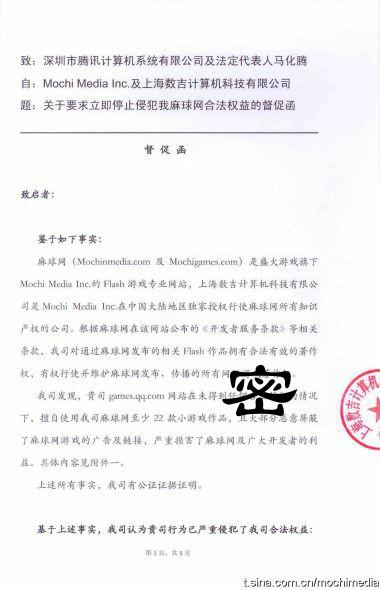 致：深圳市腾讯计算机系统有限公司及法定代表人马化腾
自：Mochi Media Inc.及上海数吉计算机科技有限公司
题：关于要求立即停止侵犯我麻球网合法权益的督促函
督 促 函
致启者：
鉴于如下事实：
麻球网（Mochinmedia.com 及 Mochigames.com）是盛大游戏旗下
Mochi Media Inc.的 Flash 游戏专业网站，上海数吉计算机科技有限公
司是 Mochi Media Inc.在中国大陆地区独家授权行使麻球网所有知识
产权的公司。根据麻球网在该网站公布的《开发者服务条款》等相关
条款，我司对通过麻球网发布的相关 Flash 作品拥有合法有效的著作
权，有权行使并维护麻球网发布、传播的所有
密
我司发现，贵司 games.qq.com 网站在未得到任 的情况
下，擅自使用我司麻球网至少 22 款小游戏作品，且大部分恶意屏蔽
了麻球网游戏的广告及链接，严重损害了麻球网及广大开发者的利
益。具体内容见附件一。
上述所有事实，我司有公证证据证明。
基于上述事实，我司认为贵司行为已严重侵犯了我司合法权益：
上海数吉计算机
第 1 页，共 5 页
t.sina.com.cn/mochimedia